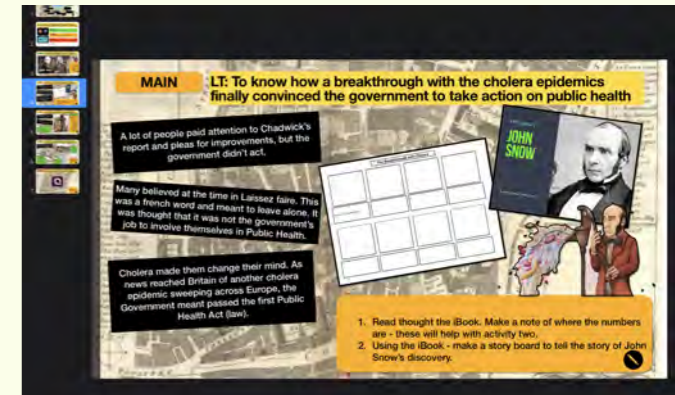 MAIN
LT: To know how a breakthrough with the cholera epidemics
finally convinced the government to take action on public health
A lot of people paid attention to Chadwick's
report and pleas for improvements, but the
government didn't act.
Many believed at the time in Laissez faire. This
was a french word and meant to leave alone. It
was thought that it was not the government's
job to involve themselves in Public Health.
Cholera made them change their mind. As
news reached Britain of another cholera
epidemic sweeping across Europe, the
Government meant passed the first Public
Health Act (law).
JOHN
SNOW
1. Read thought the iBook. Make a note of where the numbers
are - these will help with activity two.
2. Using the iBook - make a story board to tell the story of John
Snow's discovery.